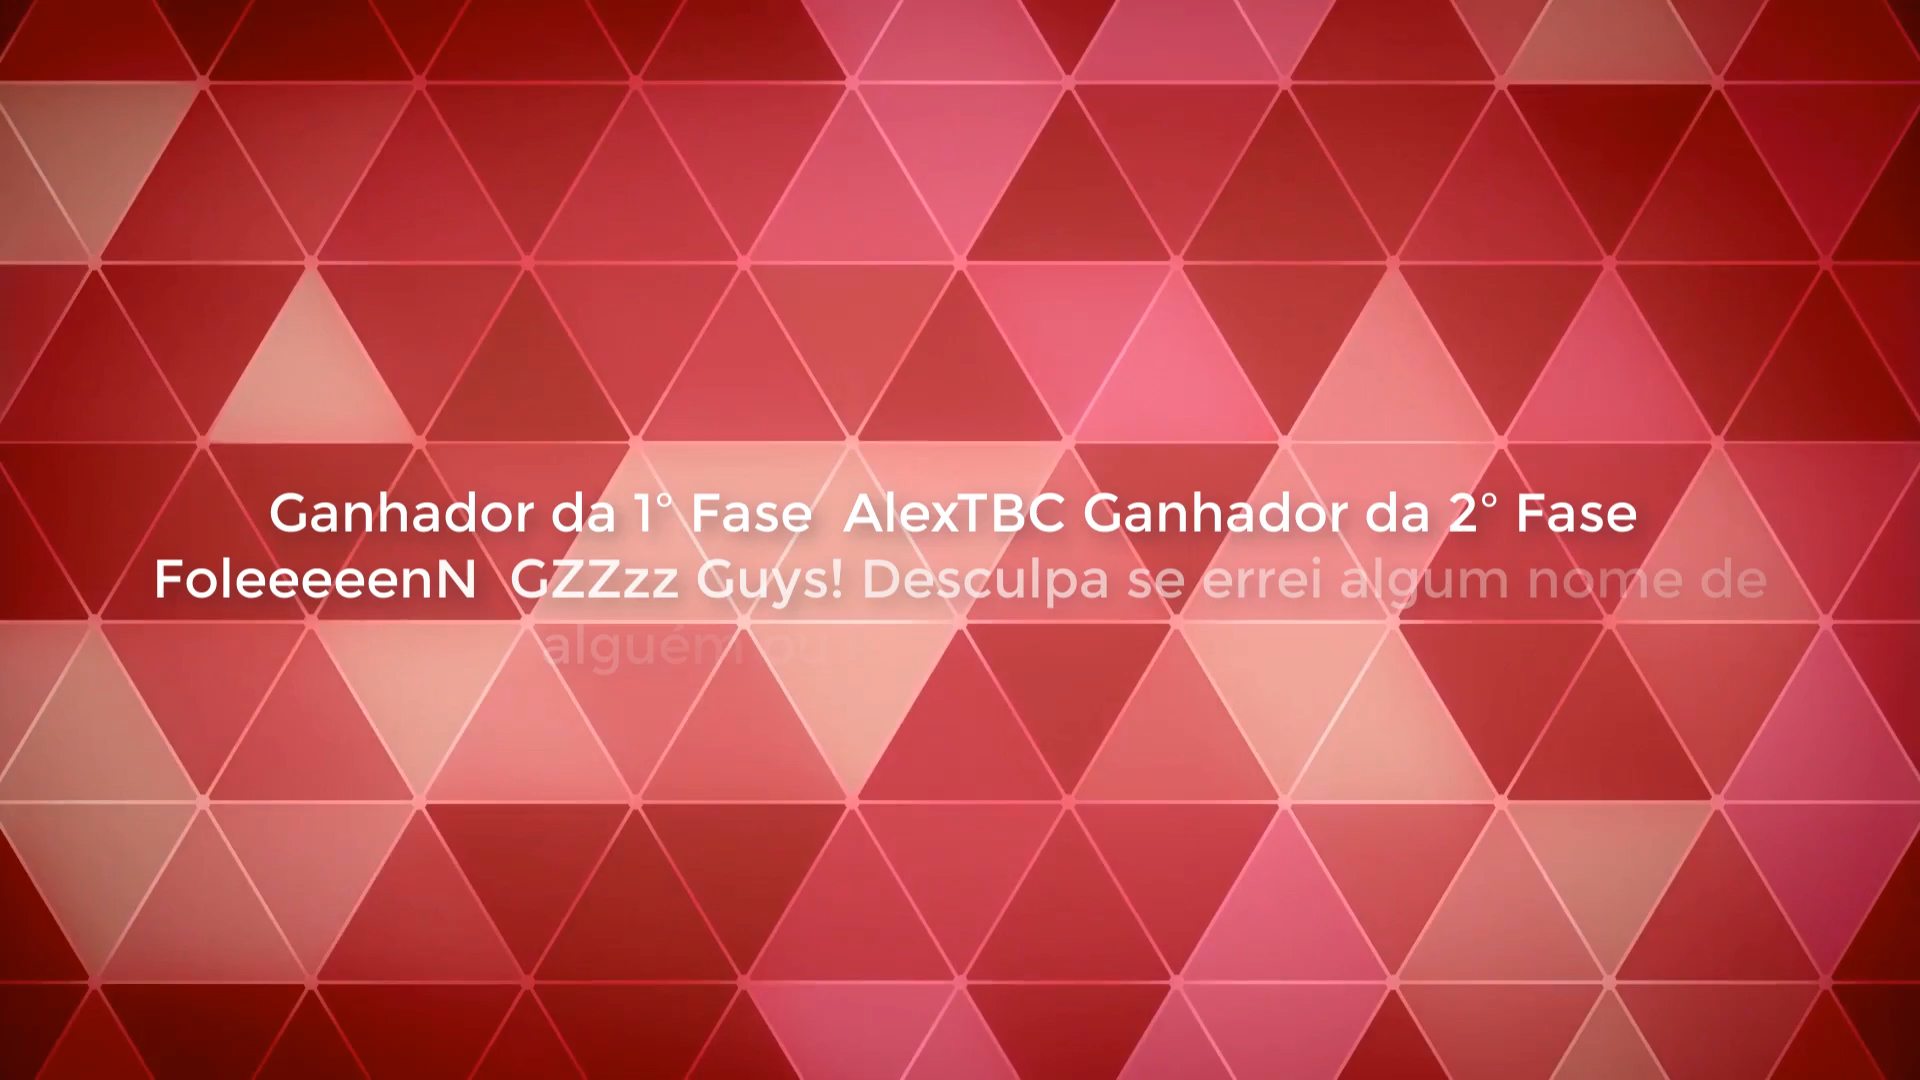 Ganhador da 1° Fase  AlexTBC Ganhador da 2° Fase
FoleeeeenN  GZZzz Guys! Desculpa se errei algum nome de
alguém ou